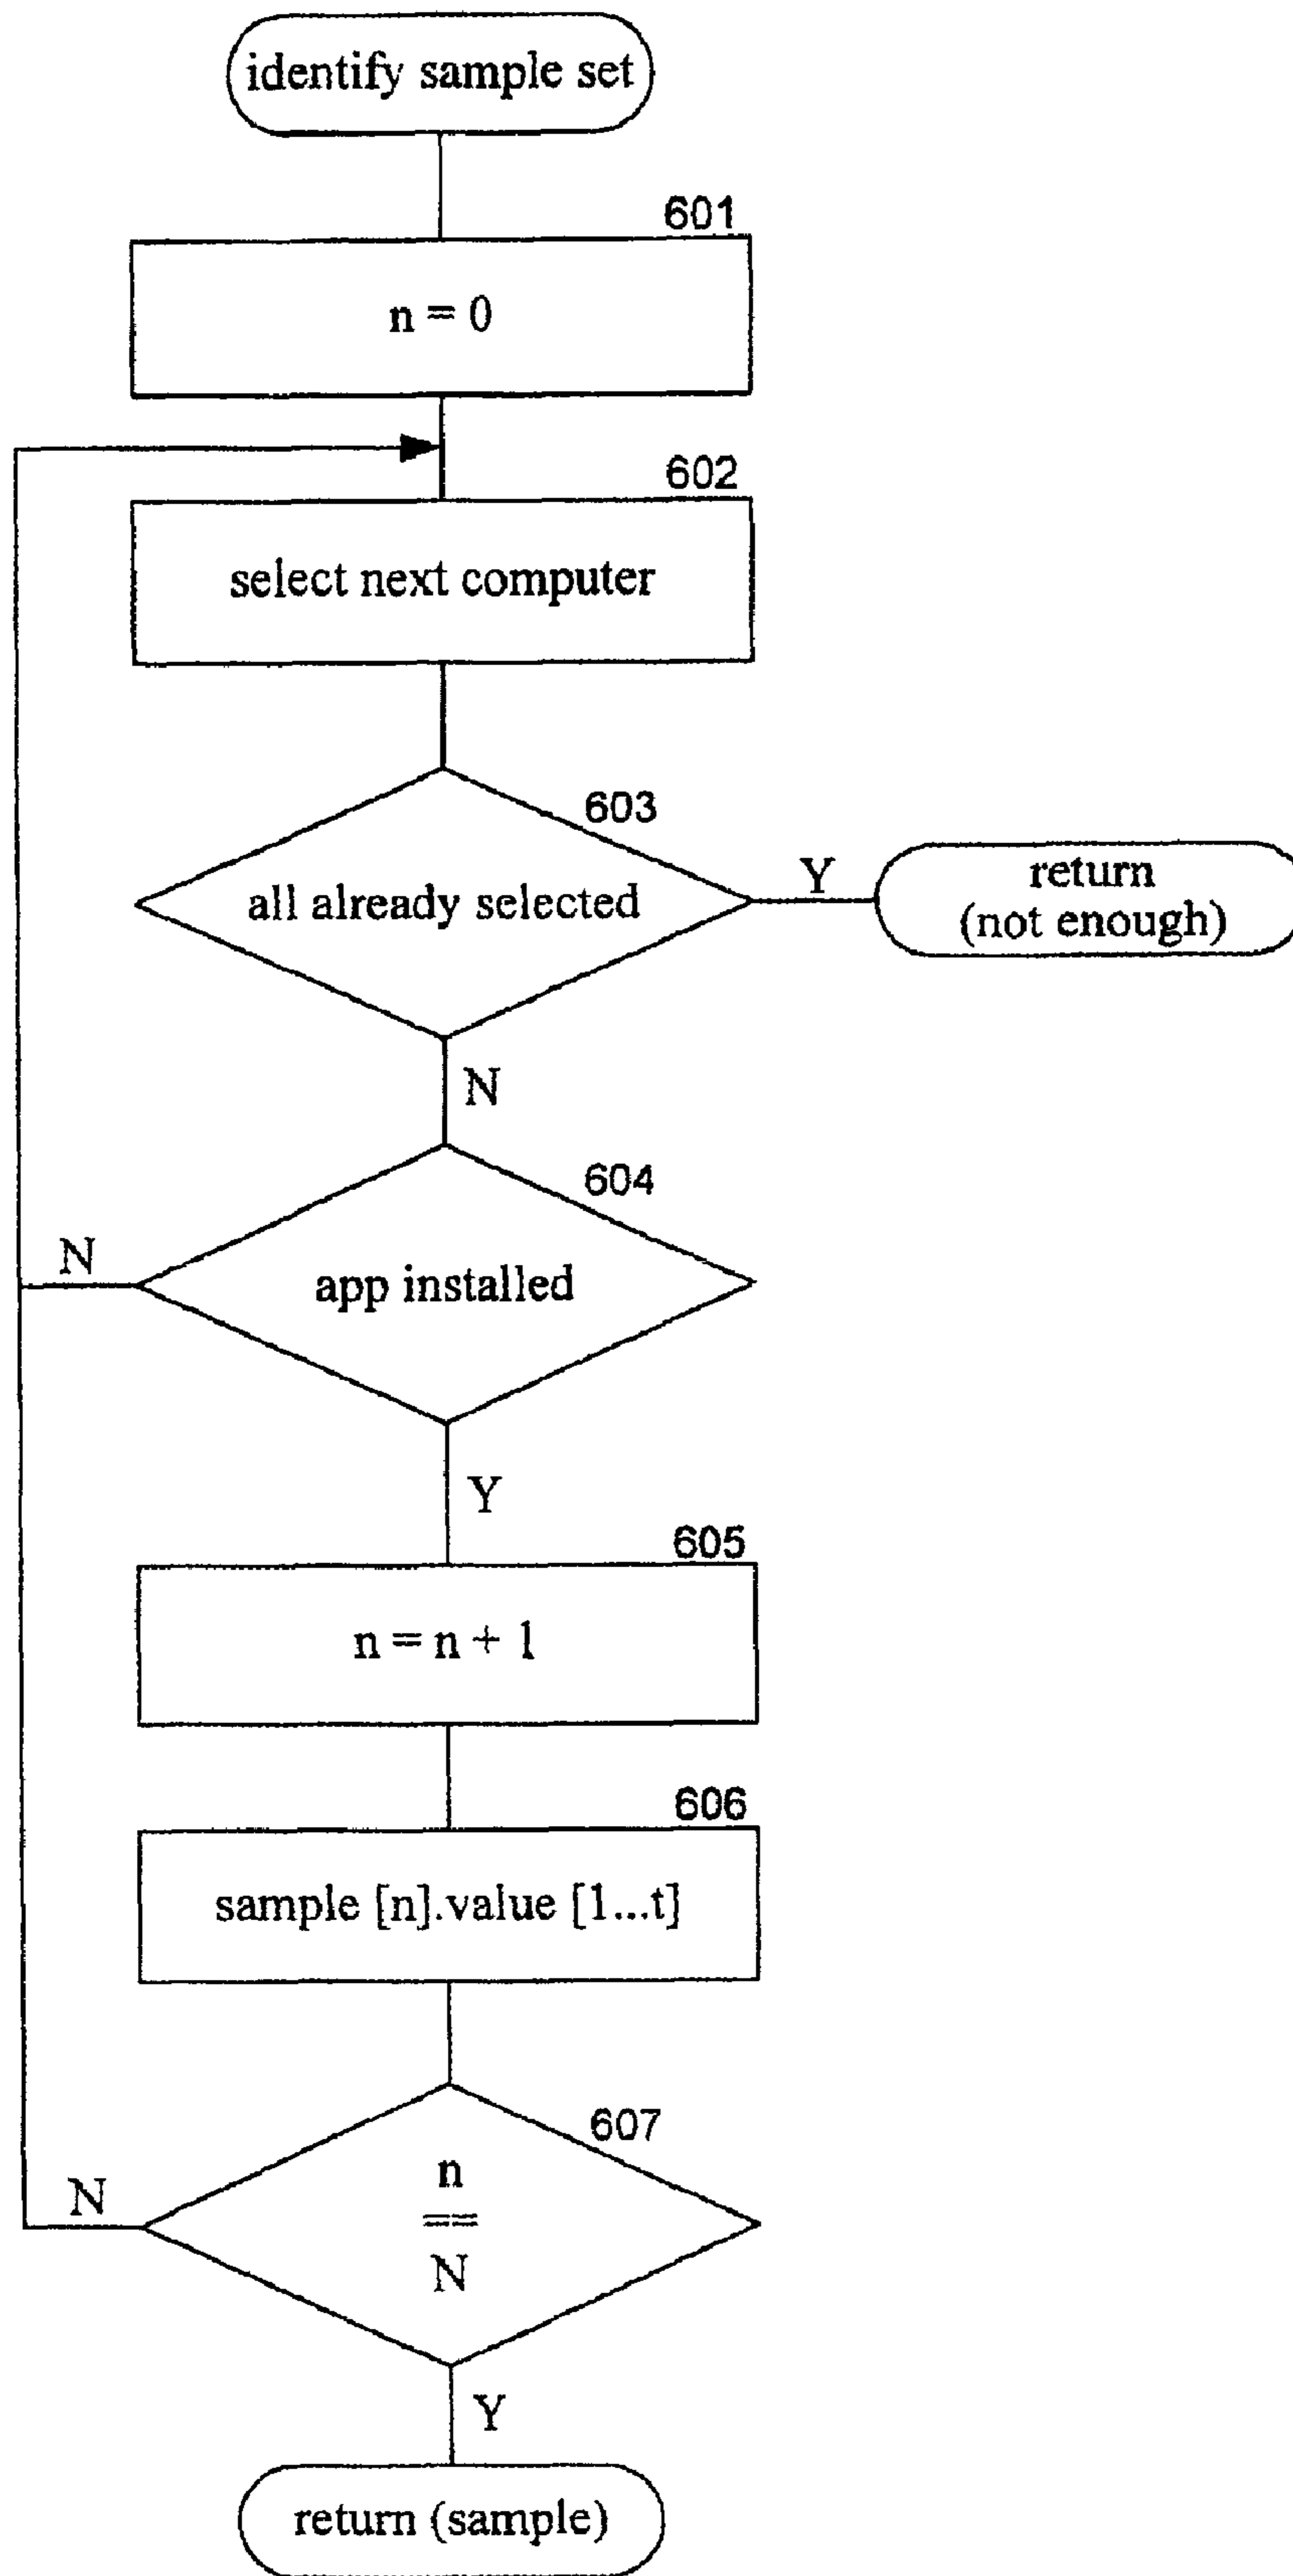 identify sample set
601
n = 0
602
select next computer
603
all already selected
Y
return
(not enough)
N
604
N
app installed
Y
605
n = n + 1
606
sample [n].value [1...t]
607
N
n
==
N
Y
return (sample)